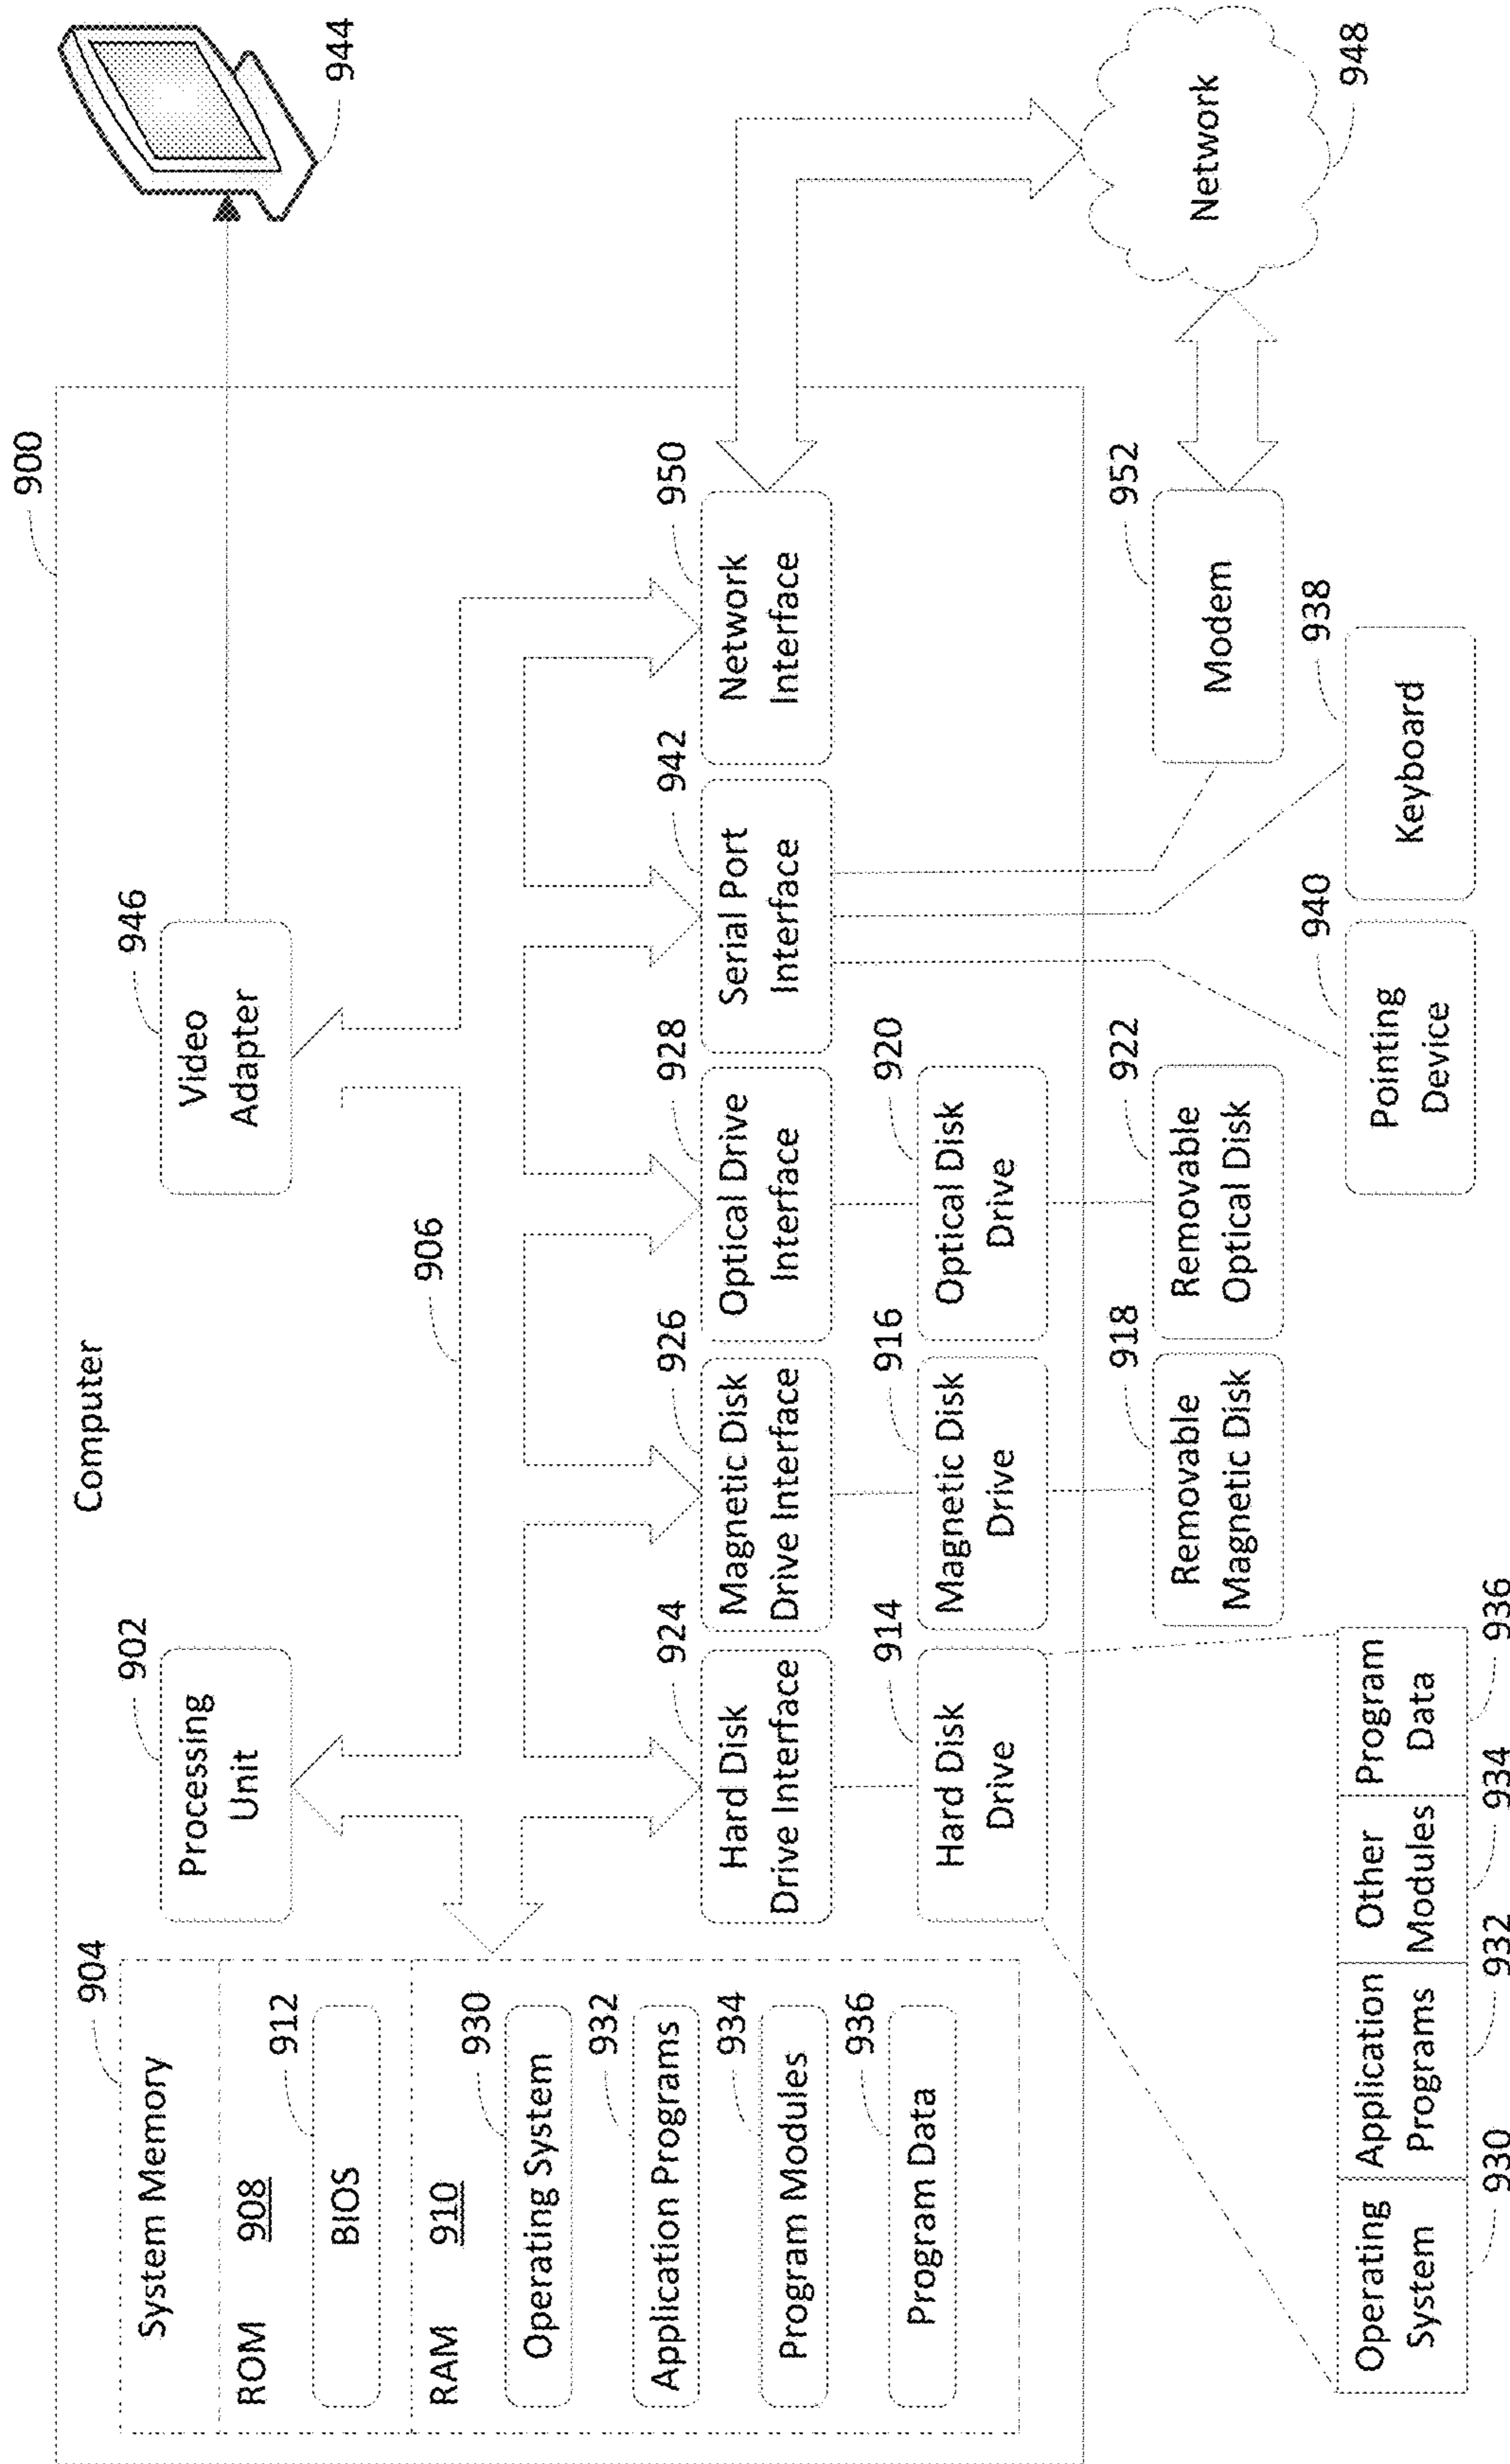 Computer
900
System Memory
904
ROM
908
912
BIOS
RAM
910
930
Operating System
932
Application Programs
934
Program Modules
936
Program Data
902
Processing
Unit
946
Video
Adapter
944
906
924
Hard Disk
Drive Interface
926
Magnetic Disk
Drive Interface
928
Optical Drive
Interface
942
Serial Port
Interface
950
Network
Interface
914
Hard Disk
Drive
916
Magnetic Disk
Drive
920
Optical Disk
Drive
918
Removable
Magnetic Disk
922
Removable
Optical Disk
952
Modem
Network
948
940
Pointing
Device
938
Keyboard
Operating
System
Application
Programs
Other
Modules
Program
Data
930
932
934
936